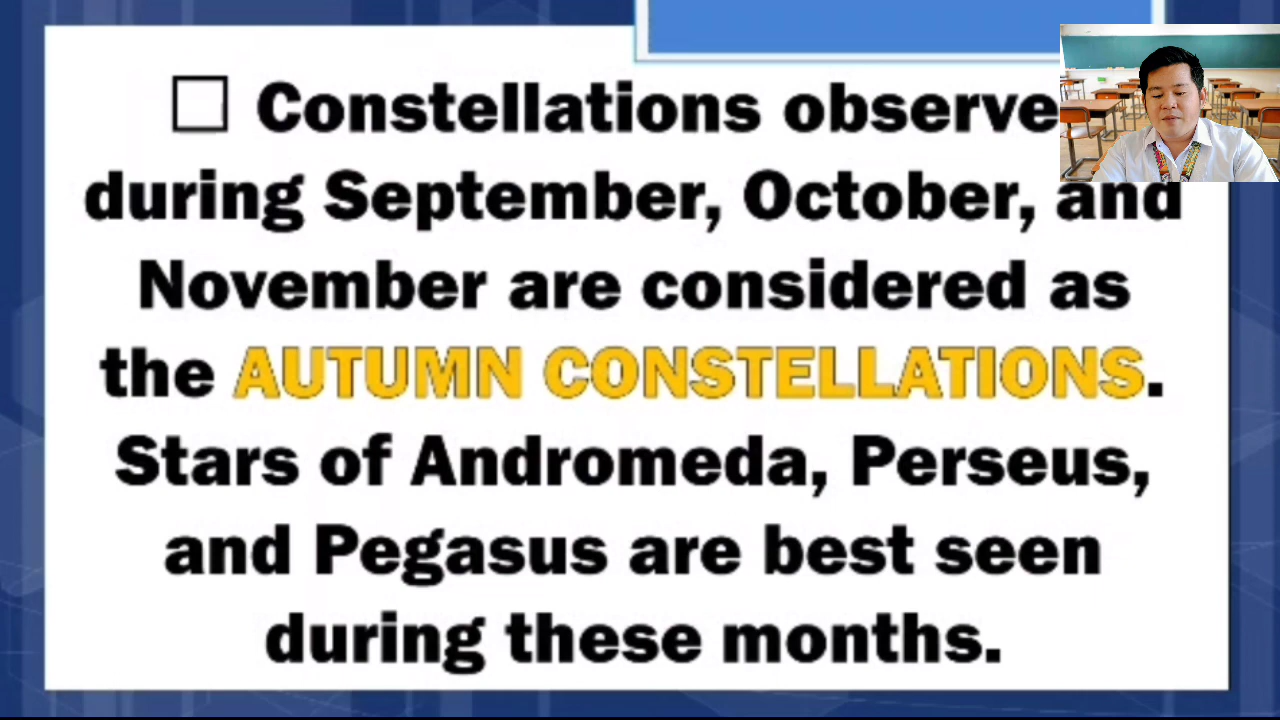 ☐ Constellations observe
during September, October, and
November are considered as
the AUTUMN CONSTELLATIONS.
Stars of Andromeda, Perseus,
and Pegasus are best seen
during these months.